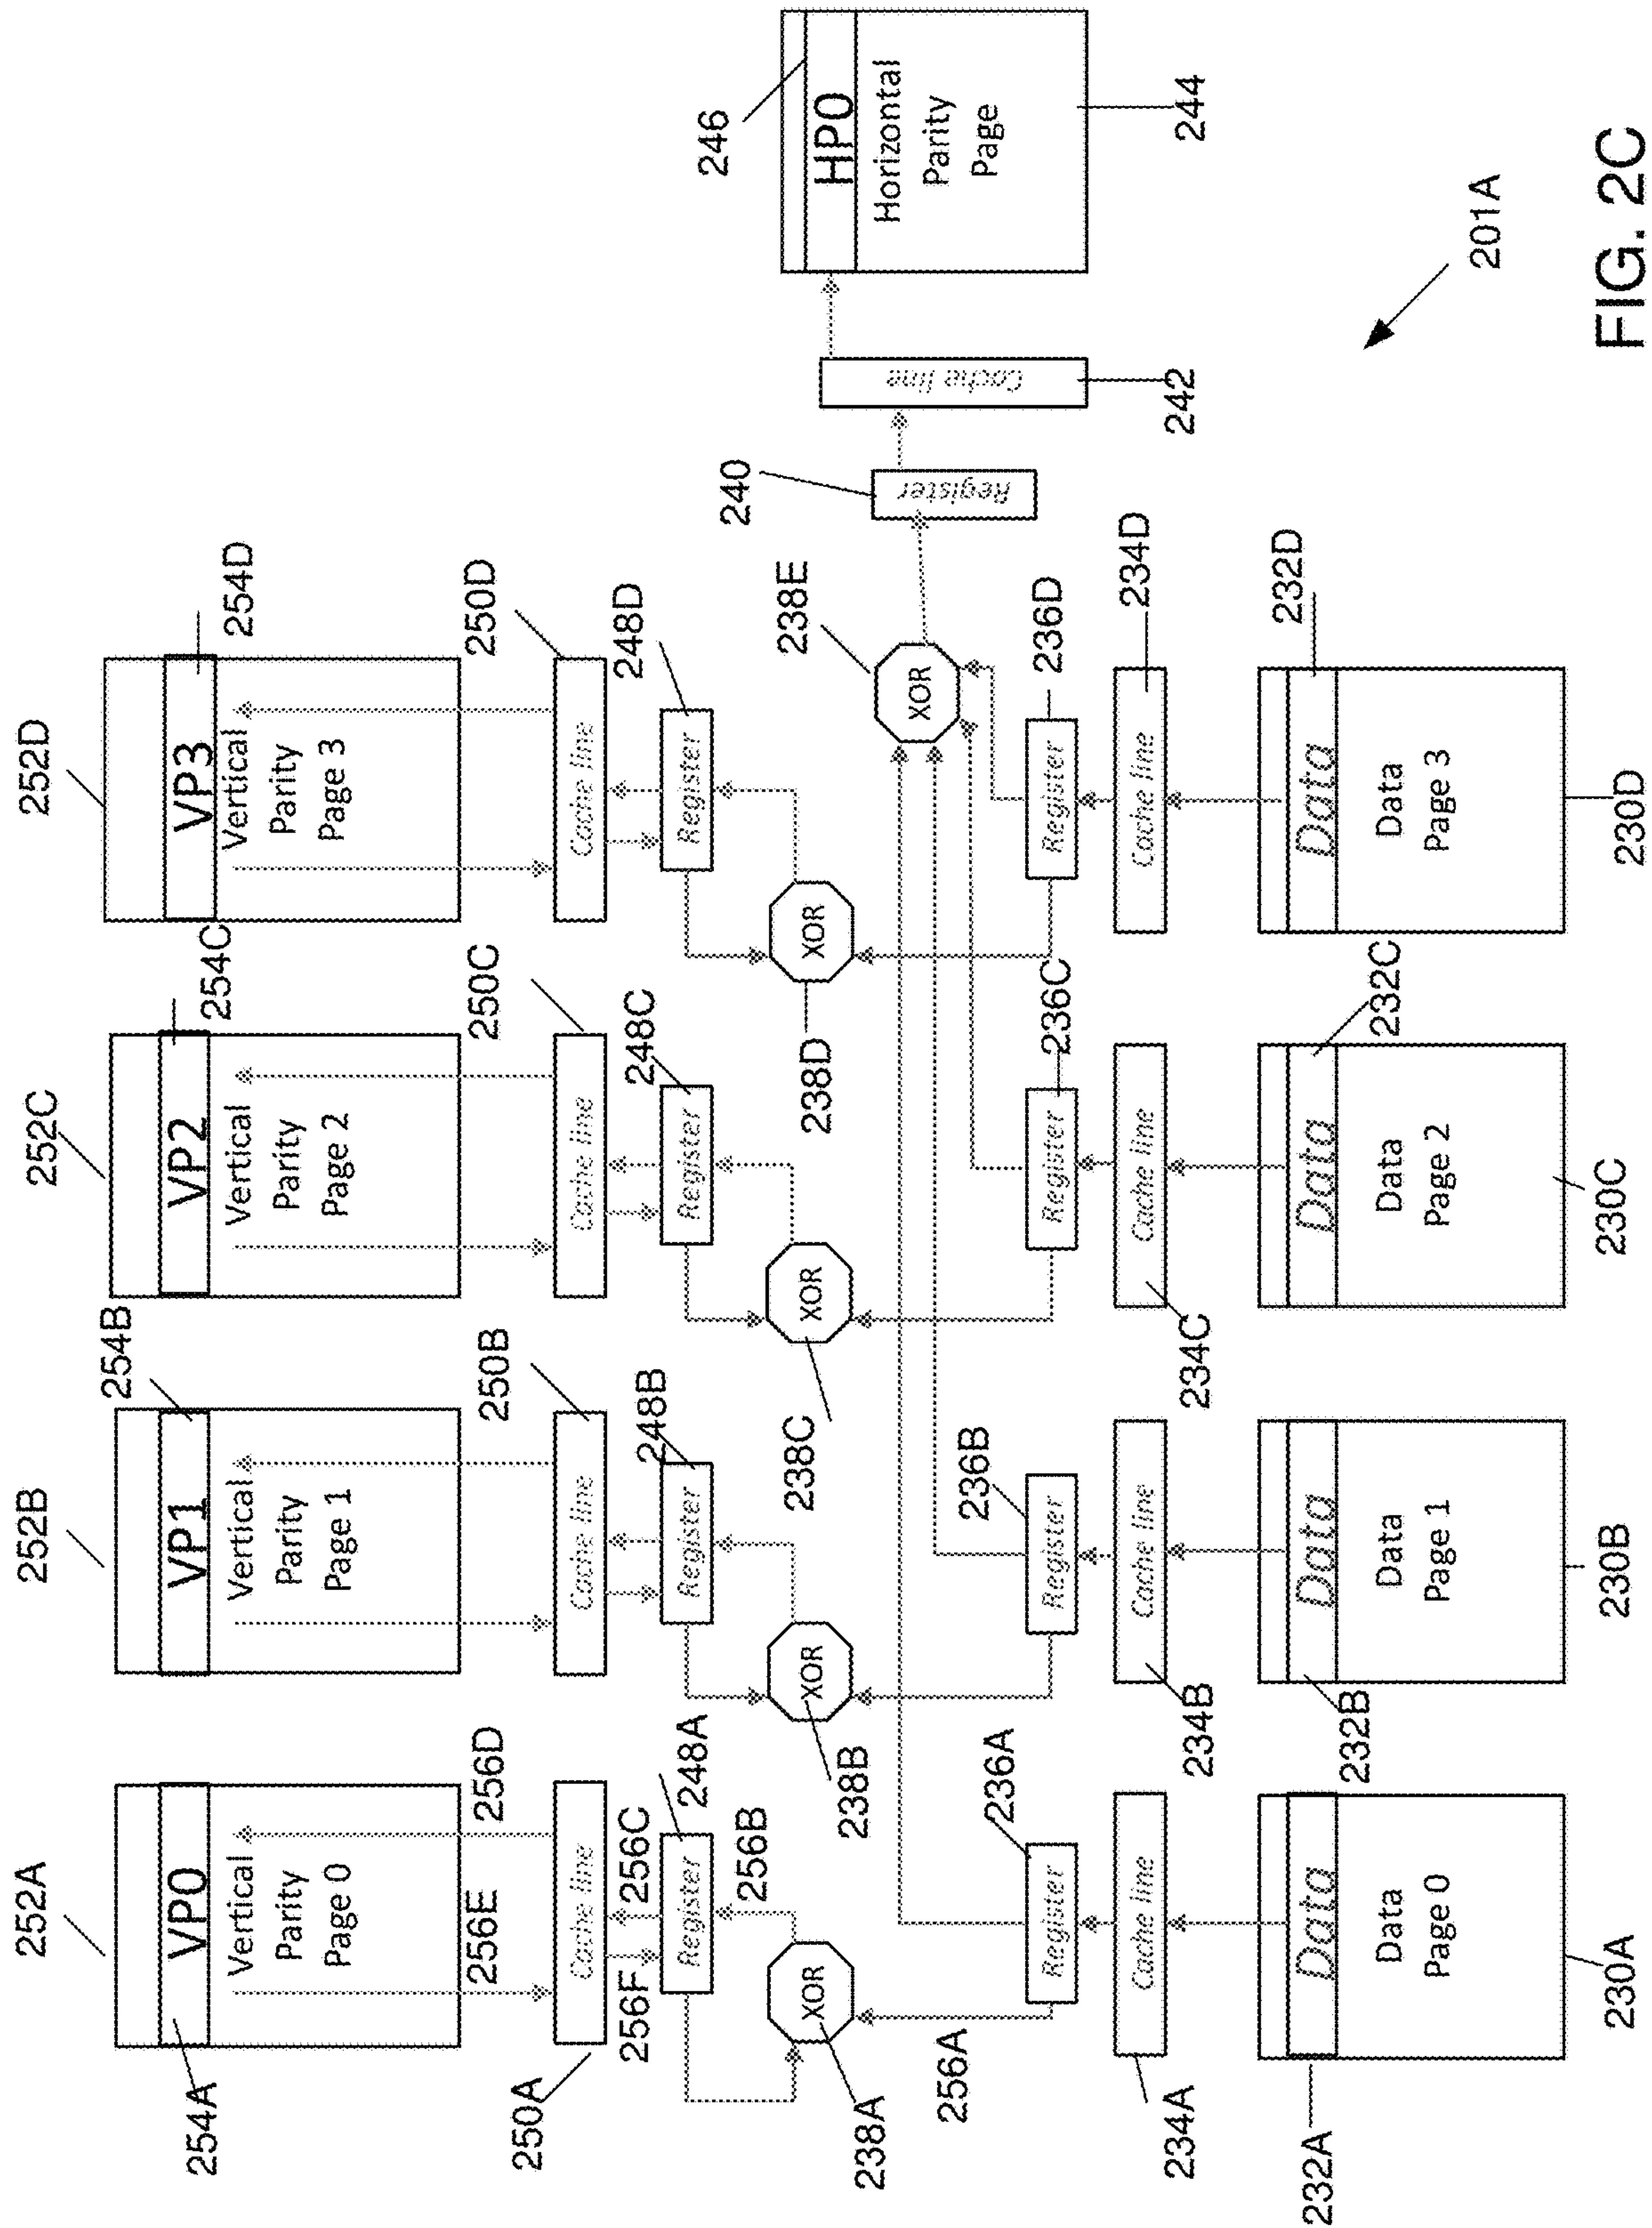 252A
252B
252C
252D
254A
254B
254C
254D
VP0
Vertical
Parity
Page 0
VP1
Vertical
Parity
Page 1
VP2
Vertical
Parity
Page 2
VP3
Vertical
Parity
Page 3
256E
256D
250A
250B
250C
250D
Cache line
Cache line
Cache line
Cache line
256F
256C
248A
248B
248C
248D
Register
Register
Register
Register
256B
XOR
XOR
XOR
XOR
238A
238B
238C
238D
256A
XOR
238E
240
Register
Cache line
242
246
HP0
Horizontal
Parity
Page
244
236A
236B
236C
236D
Register
Register
Register
Register
Cache line
Cache line
Cache line
Cache line
234A
234B
234C
234D
232A
232B
232C
232D
Data
Data
Page 0
Data
Data
Page 1
Data
Data
Page 2
Data
Data
Page 3
230A
230B
230C
230D
201A
FIG. 2C